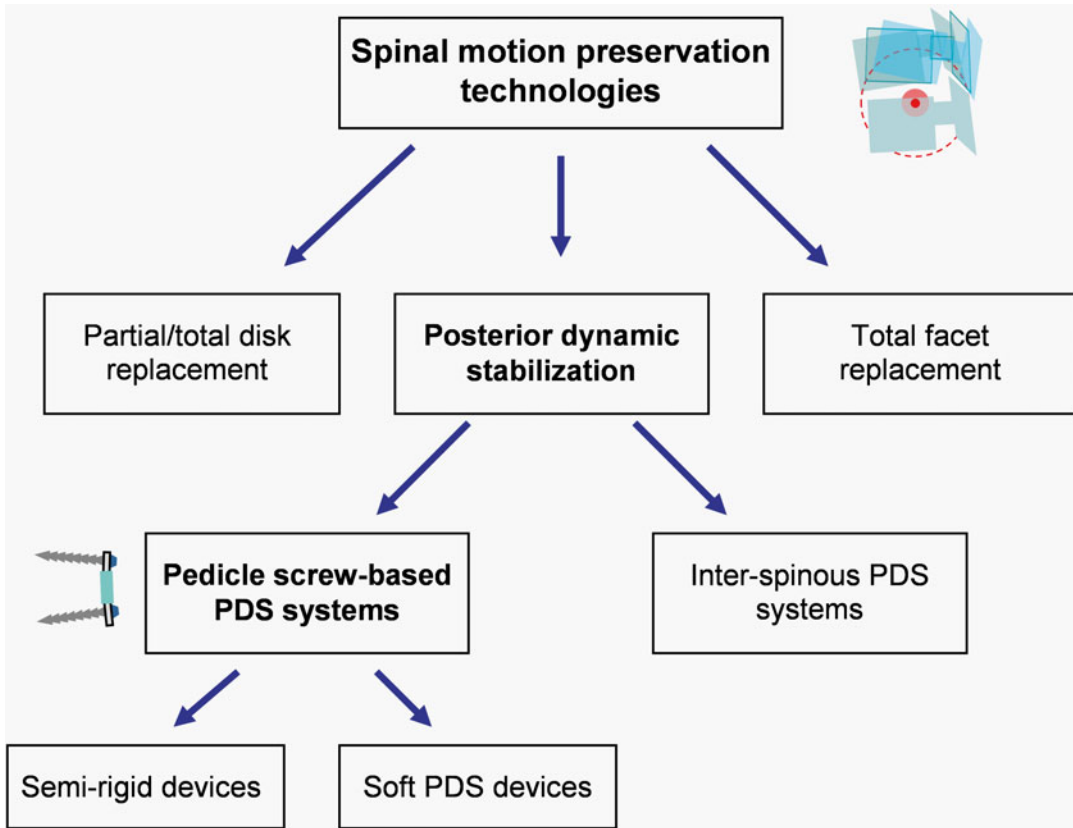 Spinal motion preservation
technologies
Partial/total disk
replacement
Posterior dynamic
stabilization
Total facet
replacement
Pedicle screw-based
PDS systems
Inter-spinous PDS
systems
Semi-rigid devices
Soft PDS devices